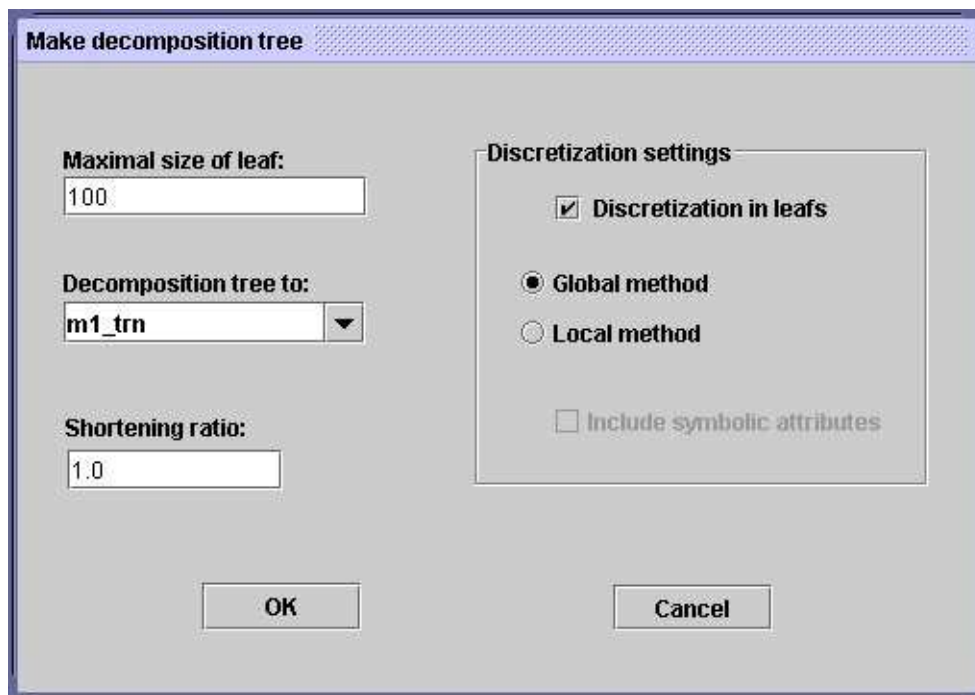 Make decomposition tree
Maximal size of leaf:
100
Decomposition tree to:
m1_trn
Shortening ratio:
1.0
Discretization settings
Discretization in leafs
Global method
Local method
Include symbolic attributes
OK
Cancel